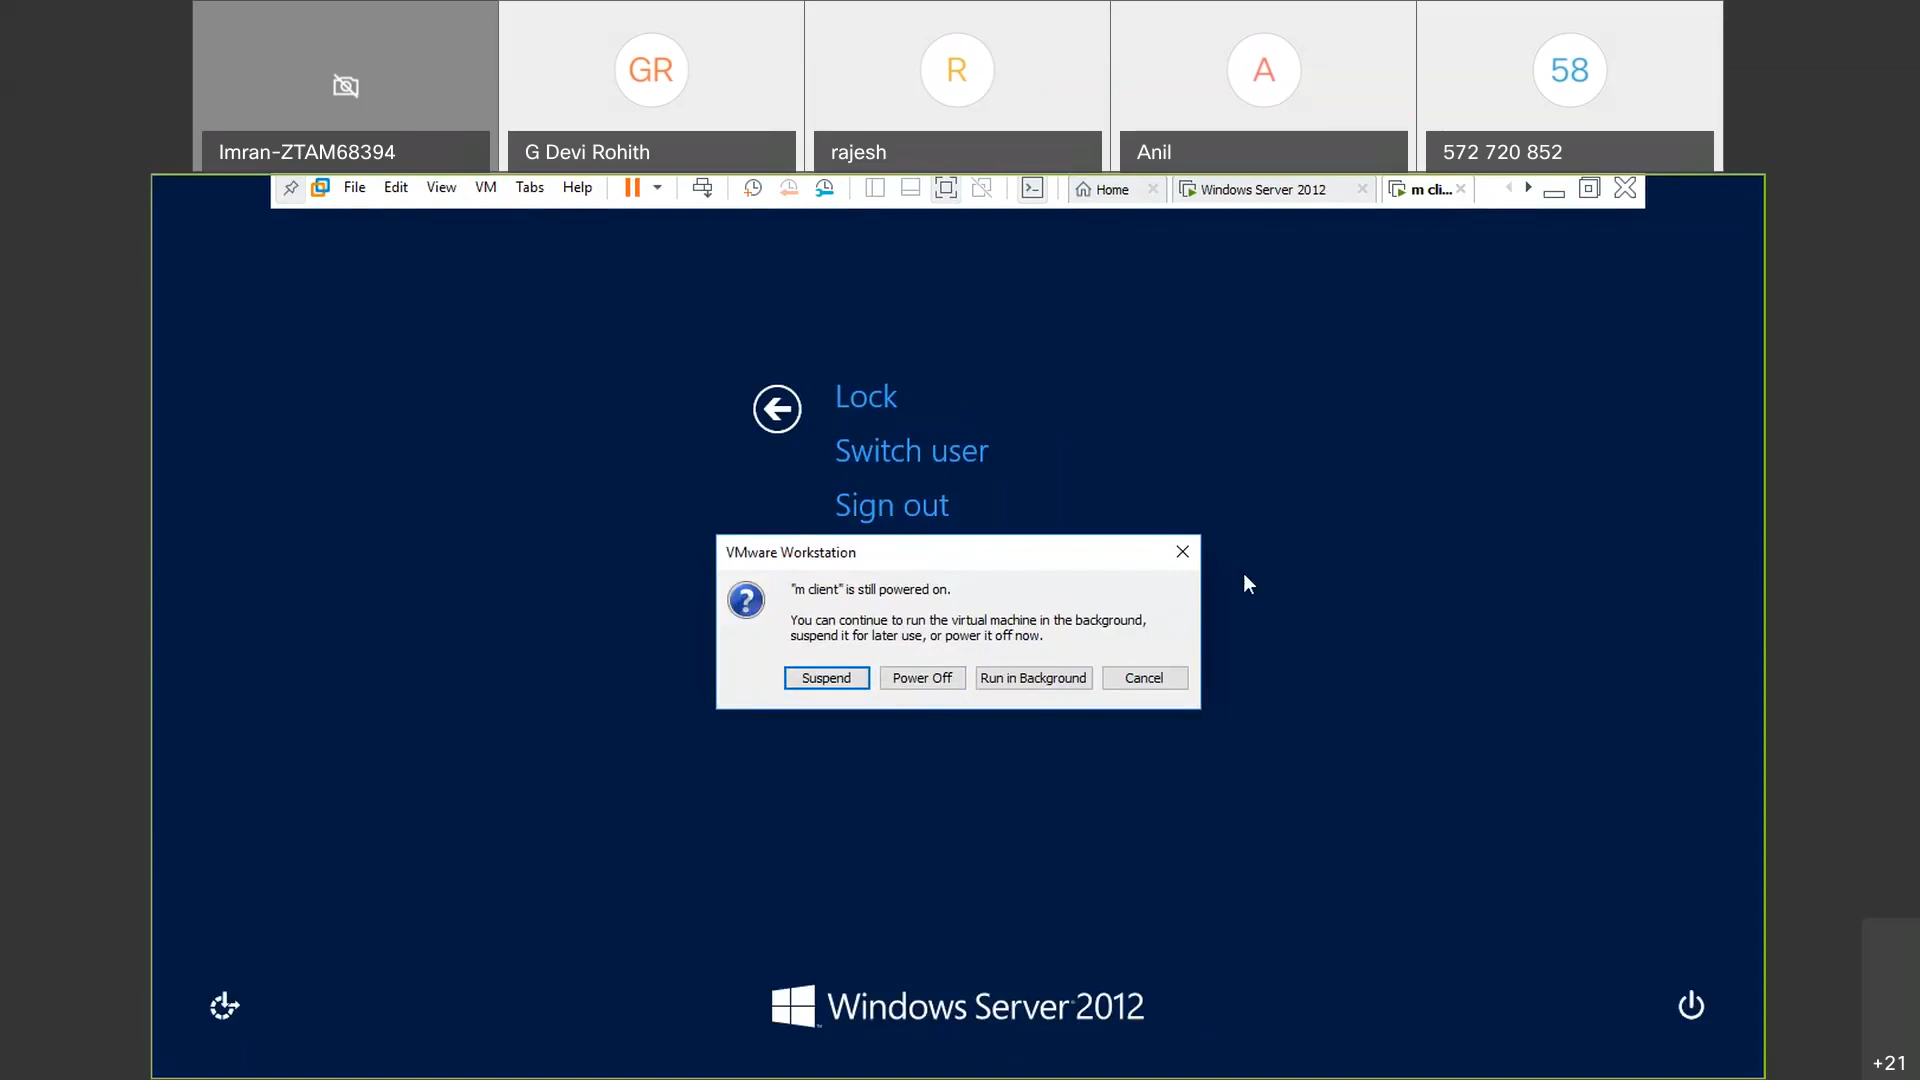 GR
R
A
58
Imran-ZTAM68394
G Devi Rohith
rajesh
Anil
572 720 852
File Edit View VM Tabs Help
Home
Windows Server 2012
m cli...
Lock
Switch user
Sign out
VMware Workstation
"m client" is still powered on.
You can continue to run the virtual machine in the background,
suspend it for later use, or power it off now.
Suspend
Power Off
Run in Background
Cancel
Windows Server 2012
+21